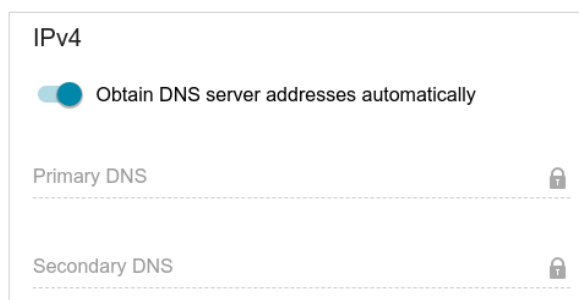 IPv4
Obtain DNS server addresses automatically
Primary DNS
Secondary DNS